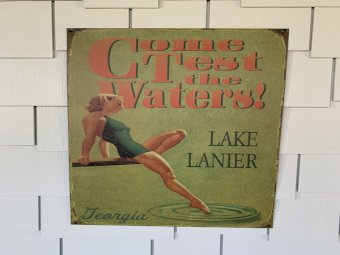 Come
Test
the
Waters!
LAKE
LANIER
Georgia